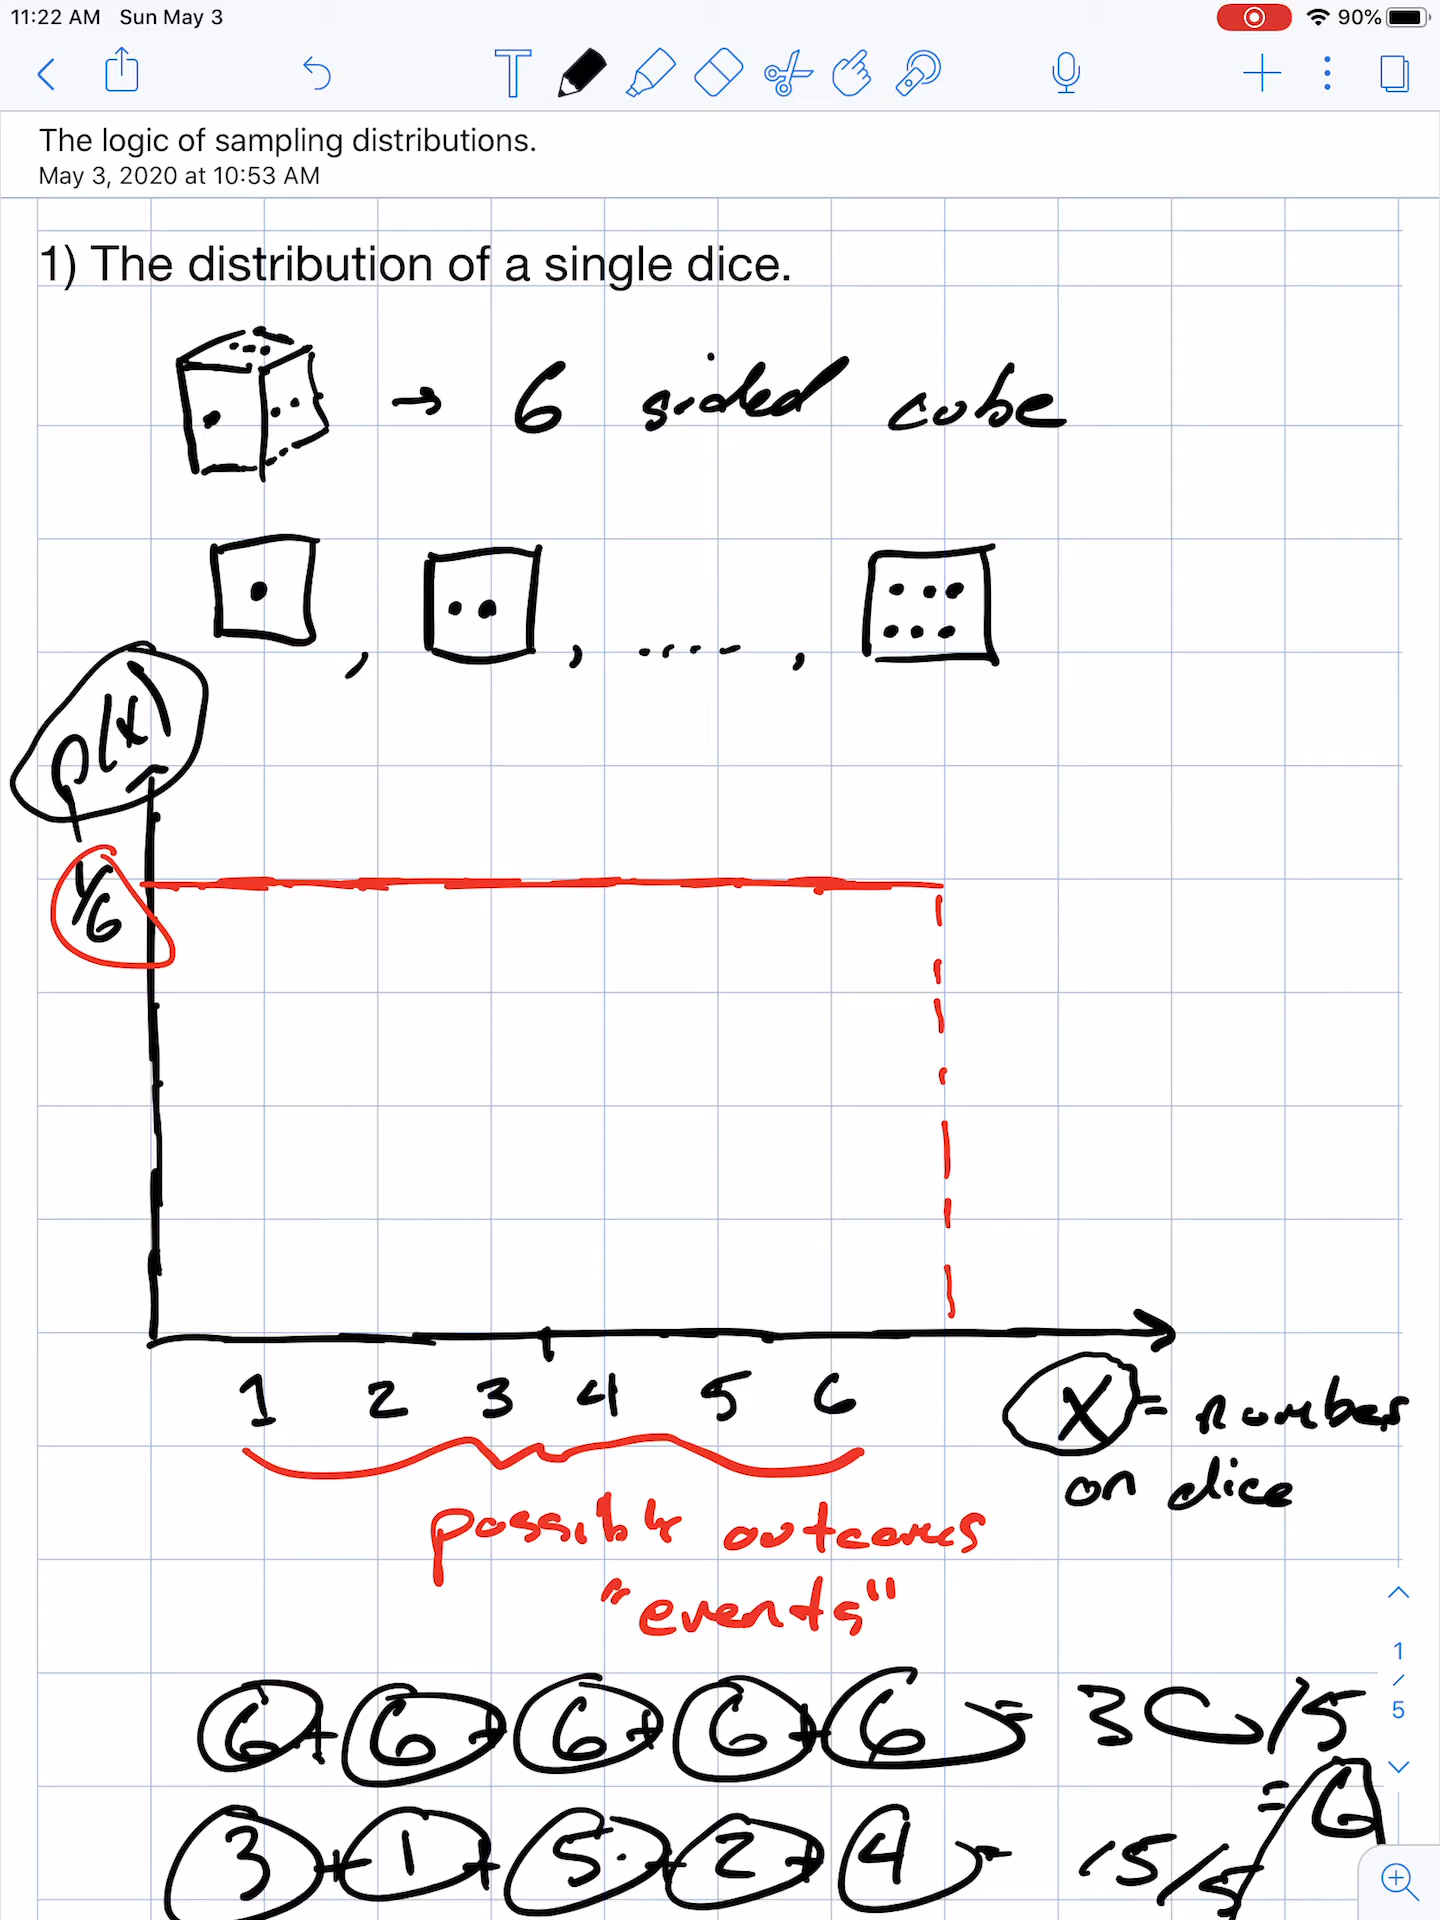 11:22 AM Sun May 3
90%
The logic of sampling distributions.
May 3, 2020 at 10:53 AM
1) The distribution of a single dice.
→ 6 sided cube
, , ..... ,
p(x)
1/6
1 2 3 4 5 6
X = number
on dice
possible outcomes
"events"
1
/
5
6 + 6 + 6 + 6 + 6 = 30/5
= 6
3 + 1 + 5 + 2 + 4 = 15/5